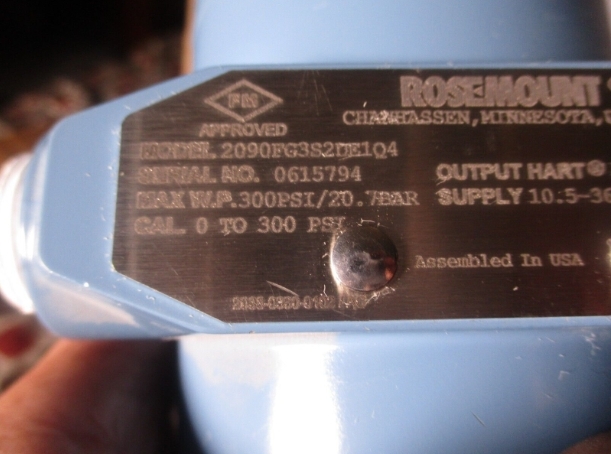 FM
APPROVED
ROSEMOUNT
CHANHASSEN, MINNESOTA, U
MODEL 2090FG3S2DE1Q4
SERIAL NO. 0615794
MAX W.P. 300PSI/20.7BAR
CAL. 0 TO 300 PSI
OUTPUT HART®
SUPPLY 10.5-36
Assembled In USA